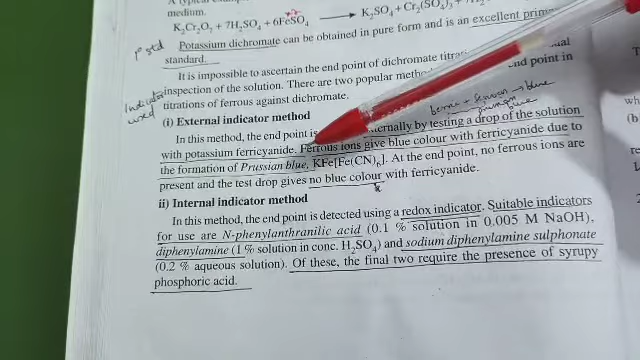 medium.
K₂Cr₂O₇ + 7H₂SO₄ + 6FeSO₄ ⟶ K₂SO₄ + Cr₂(SO₄)₃
Potassium dichromate can be obtained in pure form and is an excellent
standard.
It is impossible to ascertain the end point of dichromate
inspection of the solution. There are two popular end point in
titrations of ferrous against dichromate.
(i) External indicator method
In this method, the end point is by testing a drop of the solution
with potassium ferricyanide. Ferrous ions give blue colour with ferricyanide due to
the formation of Prussian blue, KFe[Fe(CN)₆]. At the end point, no ferrous ions are
present and the test drop gives no blue colour with ferricyanide.
ii) Internal indicator method
In this method, the end point is detected using a redox indicator. Suitable indicators
for use are N-phenylanthranilic acid (0.1 % solution in 0.005 M NaOH),
diphenylamine (1 % solution in conc. H₂SO₄) and sodium diphenylamine sulphonate
(0.2 % aqueous solution). Of these, the final two require the presence of syrupy
phosphoric acid.